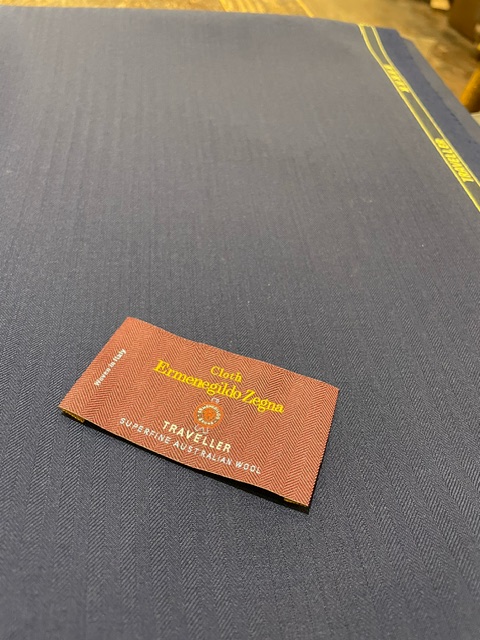 Woven in Italy
Cloth
Ermenegildo Zegna
TRAVELLER
SUPERFINE AUSTRALIAN WOOL